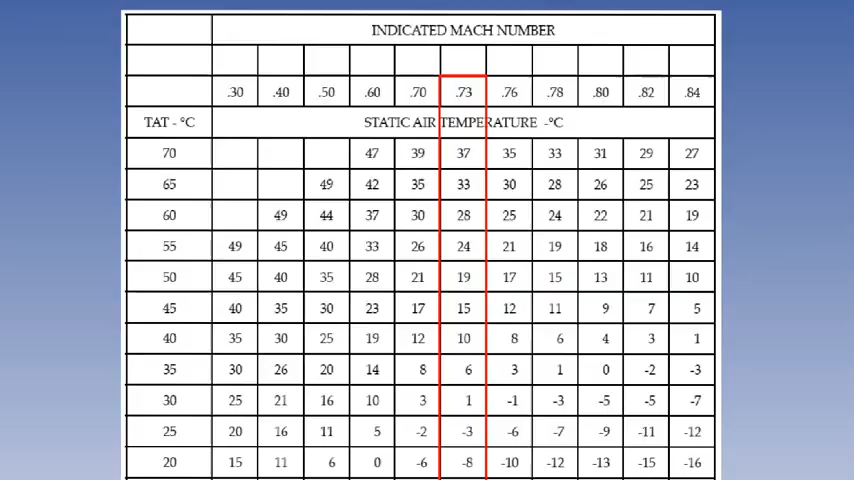 INDICATED MACH NUMBER
.30 .40 .50 .60 .70 .73 .76 .78 .80 .82 .84
TAT - °C STATIC AIR TEMPERATURE -°C
70 47 39 37 35 33 31 29 27
65 49 42 35 33 30 28 26 25 23
60 49 44 37 30 28 25 24 22 21 19
55 49 45 40 33 26 24 21 19 18 16 14
50 45 40 35 28 21 19 17 15 13 11 10
45 40 35 30 23 17 15 12 11 9 7 5
40 35 30 25 19 12 10 8 6 4 3 1
35 30 26 20 14 8 6 3 1 0 -2 -3
30 25 21 16 10 3 1 -1 -3 -5 -5 -7
25 20 16 11 5 -2 -3 -6 -7 -9 -11 -12
20 15 11 6 0 -6 -8 -10 -12 -13 -15 -16